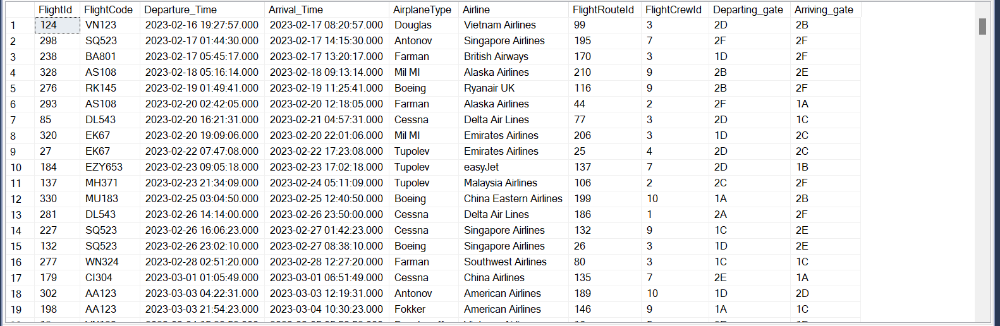 FlightId FlightCode Departure_Time Arrival_Time AirplaneType Airline FlightRouteId FlightCrewId Departing_gate Arriving_gate
1 124 VN123 2023-02-16 19:27:57.000 2023-02-17 08:20:57.000 Douglas Vietnam Airlines 99 3 2D 2B
2 298 SQ523 2023-02-17 01:44:30.000 2023-02-17 14:15:30.000 Antonov Singapore Airlines 195 7 2F 2F
3 238 BA801 2023-02-17 05:45:17.000 2023-02-17 13:20:17.000 Farman British Airways 170 3 1D 2F
4 328 AS108 2023-02-18 05:16:14.000 2023-02-18 09:13:14.000 Mil MI Alaska Airlines 210 9 2B 2E
5 276 RK145 2023-02-19 01:49:41.000 2023-02-19 11:25:41.000 Boeing Ryanair UK 116 9 2B 2F
6 293 AS108 2023-02-20 02:42:05.000 2023-02-20 12:18:05.000 Farman Alaska Airlines 44 2 2F 1A
7 85 DL543 2023-02-20 16:21:31.000 2023-02-21 04:57:31.000 Cessna Delta Air Lines 77 3 2D 1C
8 320 EK67 2023-02-20 19:09:06.000 2023-02-20 22:01:06.000 Mil MI Emirates Airlines 206 3 1D 2C
9 27 EK67 2023-02-22 07:47:08.000 2023-02-22 17:23:08.000 Tupolev Emirates Airlines 25 4 2D 2C
10 184 EZY653 2023-02-23 09:05:18.000 2023-02-23 17:02:18.000 Tupolev easyJet 137 7 2D 1B
11 137 MH371 2023-02-23 21:34:09.000 2023-02-24 05:11:09.000 Tupolev Malaysia Airlines 106 2 2C 2F
12 330 MU183 2023-02-25 03:04:50.000 2023-02-25 12:40:50.000 Boeing China Eastern Airlines 199 10 1A 2B
13 281 DL543 2023-02-26 14:14:00.000 2023-02-26 23:50:00.000 Cessna Delta Air Lines 186 1 2A 2F
14 227 SQ523 2023-02-26 16:06:23.000 2023-02-27 01:42:23.000 Cessna Singapore Airlines 132 9 1C 2E
15 132 SQ523 2023-02-26 23:02:10.000 2023-02-27 08:38:10.000 Boeing Singapore Airlines 26 3 1D 2E
16 277 WN324 2023-02-28 02:51:20.000 2023-02-28 12:27:20.000 Farman Southwest Airlines 80 3 1C 1C
17 179 CI304 2023-03-01 01:05:49.000 2023-03-01 06:51:49.000 Cessna China Airlines 135 7 2E 1A
18 302 AA123 2023-03-03 04:22:31.000 2023-03-03 12:19:31.000 Antonov American Airlines 189 10 1D 2D
19 198 AA123 2023-03-03 21:54:23.000 2023-03-04 10:30:23.000 Fokker American Airlines 146 9 1A 1C